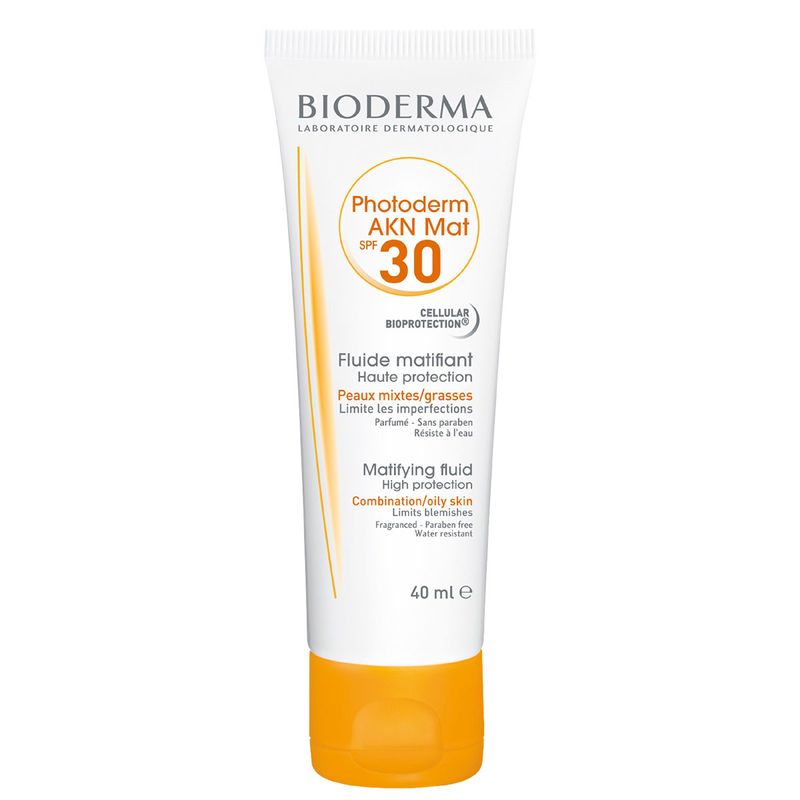 BIODERMA
LABORATOIRE DERMATOLOGIQUE
Photoderm
AKN Mat
SPF 30
CELLULAR
BIOPROTECTION®
Fluide matifiant
Haute protection
Peaux mixtes/grasses
Limite les imperfections
Parfumé - Sans paraben
Résiste à l'eau
Matifying fluid
High protection
Combination/oily skin
Limits blemishes
Fragranced - Paraben free
Water resistant
40 ml ℮